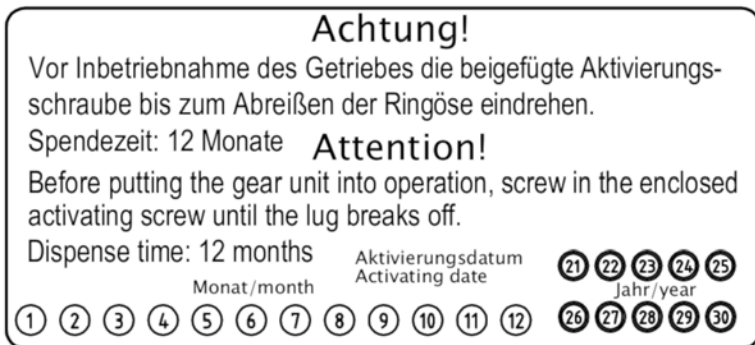 Achtung!
Vor Inbetriebnahme des Getriebes die beigefügte Aktivierungs-
schraube bis zum Abreißen der Ringöse eindrehen.
Spendezeit: 12 Monate
Attention!
Before putting the gear unit into operation, screw in the enclosed
activating screw until the lug breaks off.
Dispense time: 12 months
Aktivierungsdatum
Activating date
Monat/month
1 2 3 4 5 6 7 8 9 10 11 12
21 22 23 24 25
Jahr/year
26 27 28 29 30